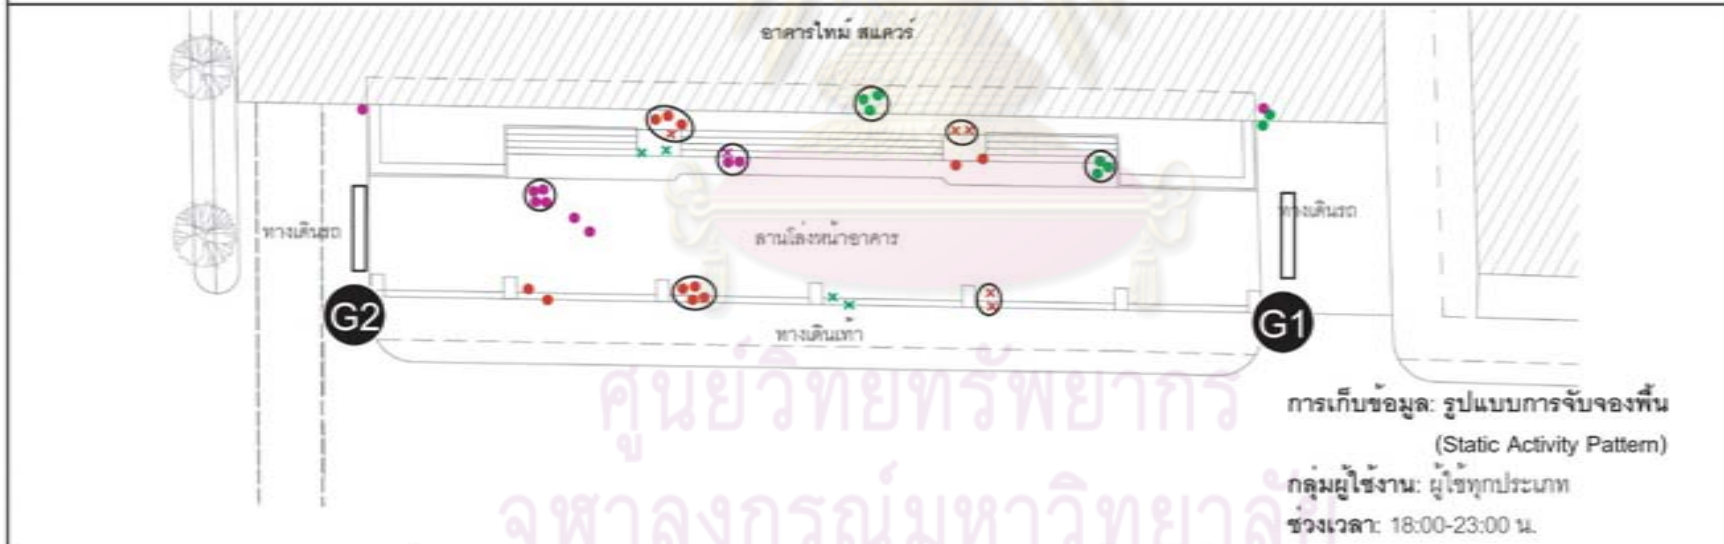 อาคารไทม์ สแควร์
ทางเดินรถ
ทางเดินรถ
ลานโล่งหน้าอาคาร
G2
G1
ทางเดินเท้า
ศูนย์วิทยทรัพยากร
จุฬาลงกรณ์มหาวิทยาลัย
การเก็บข้อมูล: รูปแบบการจับจองพื้น
(Static Activity Pattern)
กลุ่มผู้ใช้งาน: ผู้ใช้ทุกประเภท
ช่วงเวลา: 18:00-23:00 น.